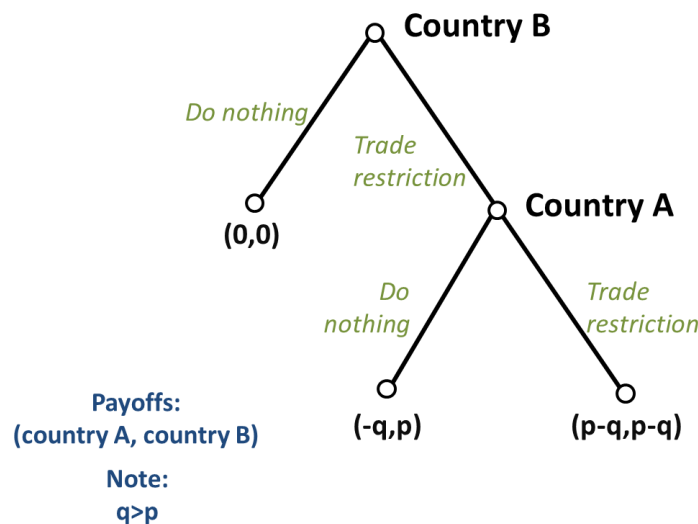 Country B
Do nothing
Trade
restriction
Country A
(0,0)
Do
nothing
Trade
restriction
Payoffs:
(country A, country B)
(-q,p)
(p-q,p-q)
Note:
q>p